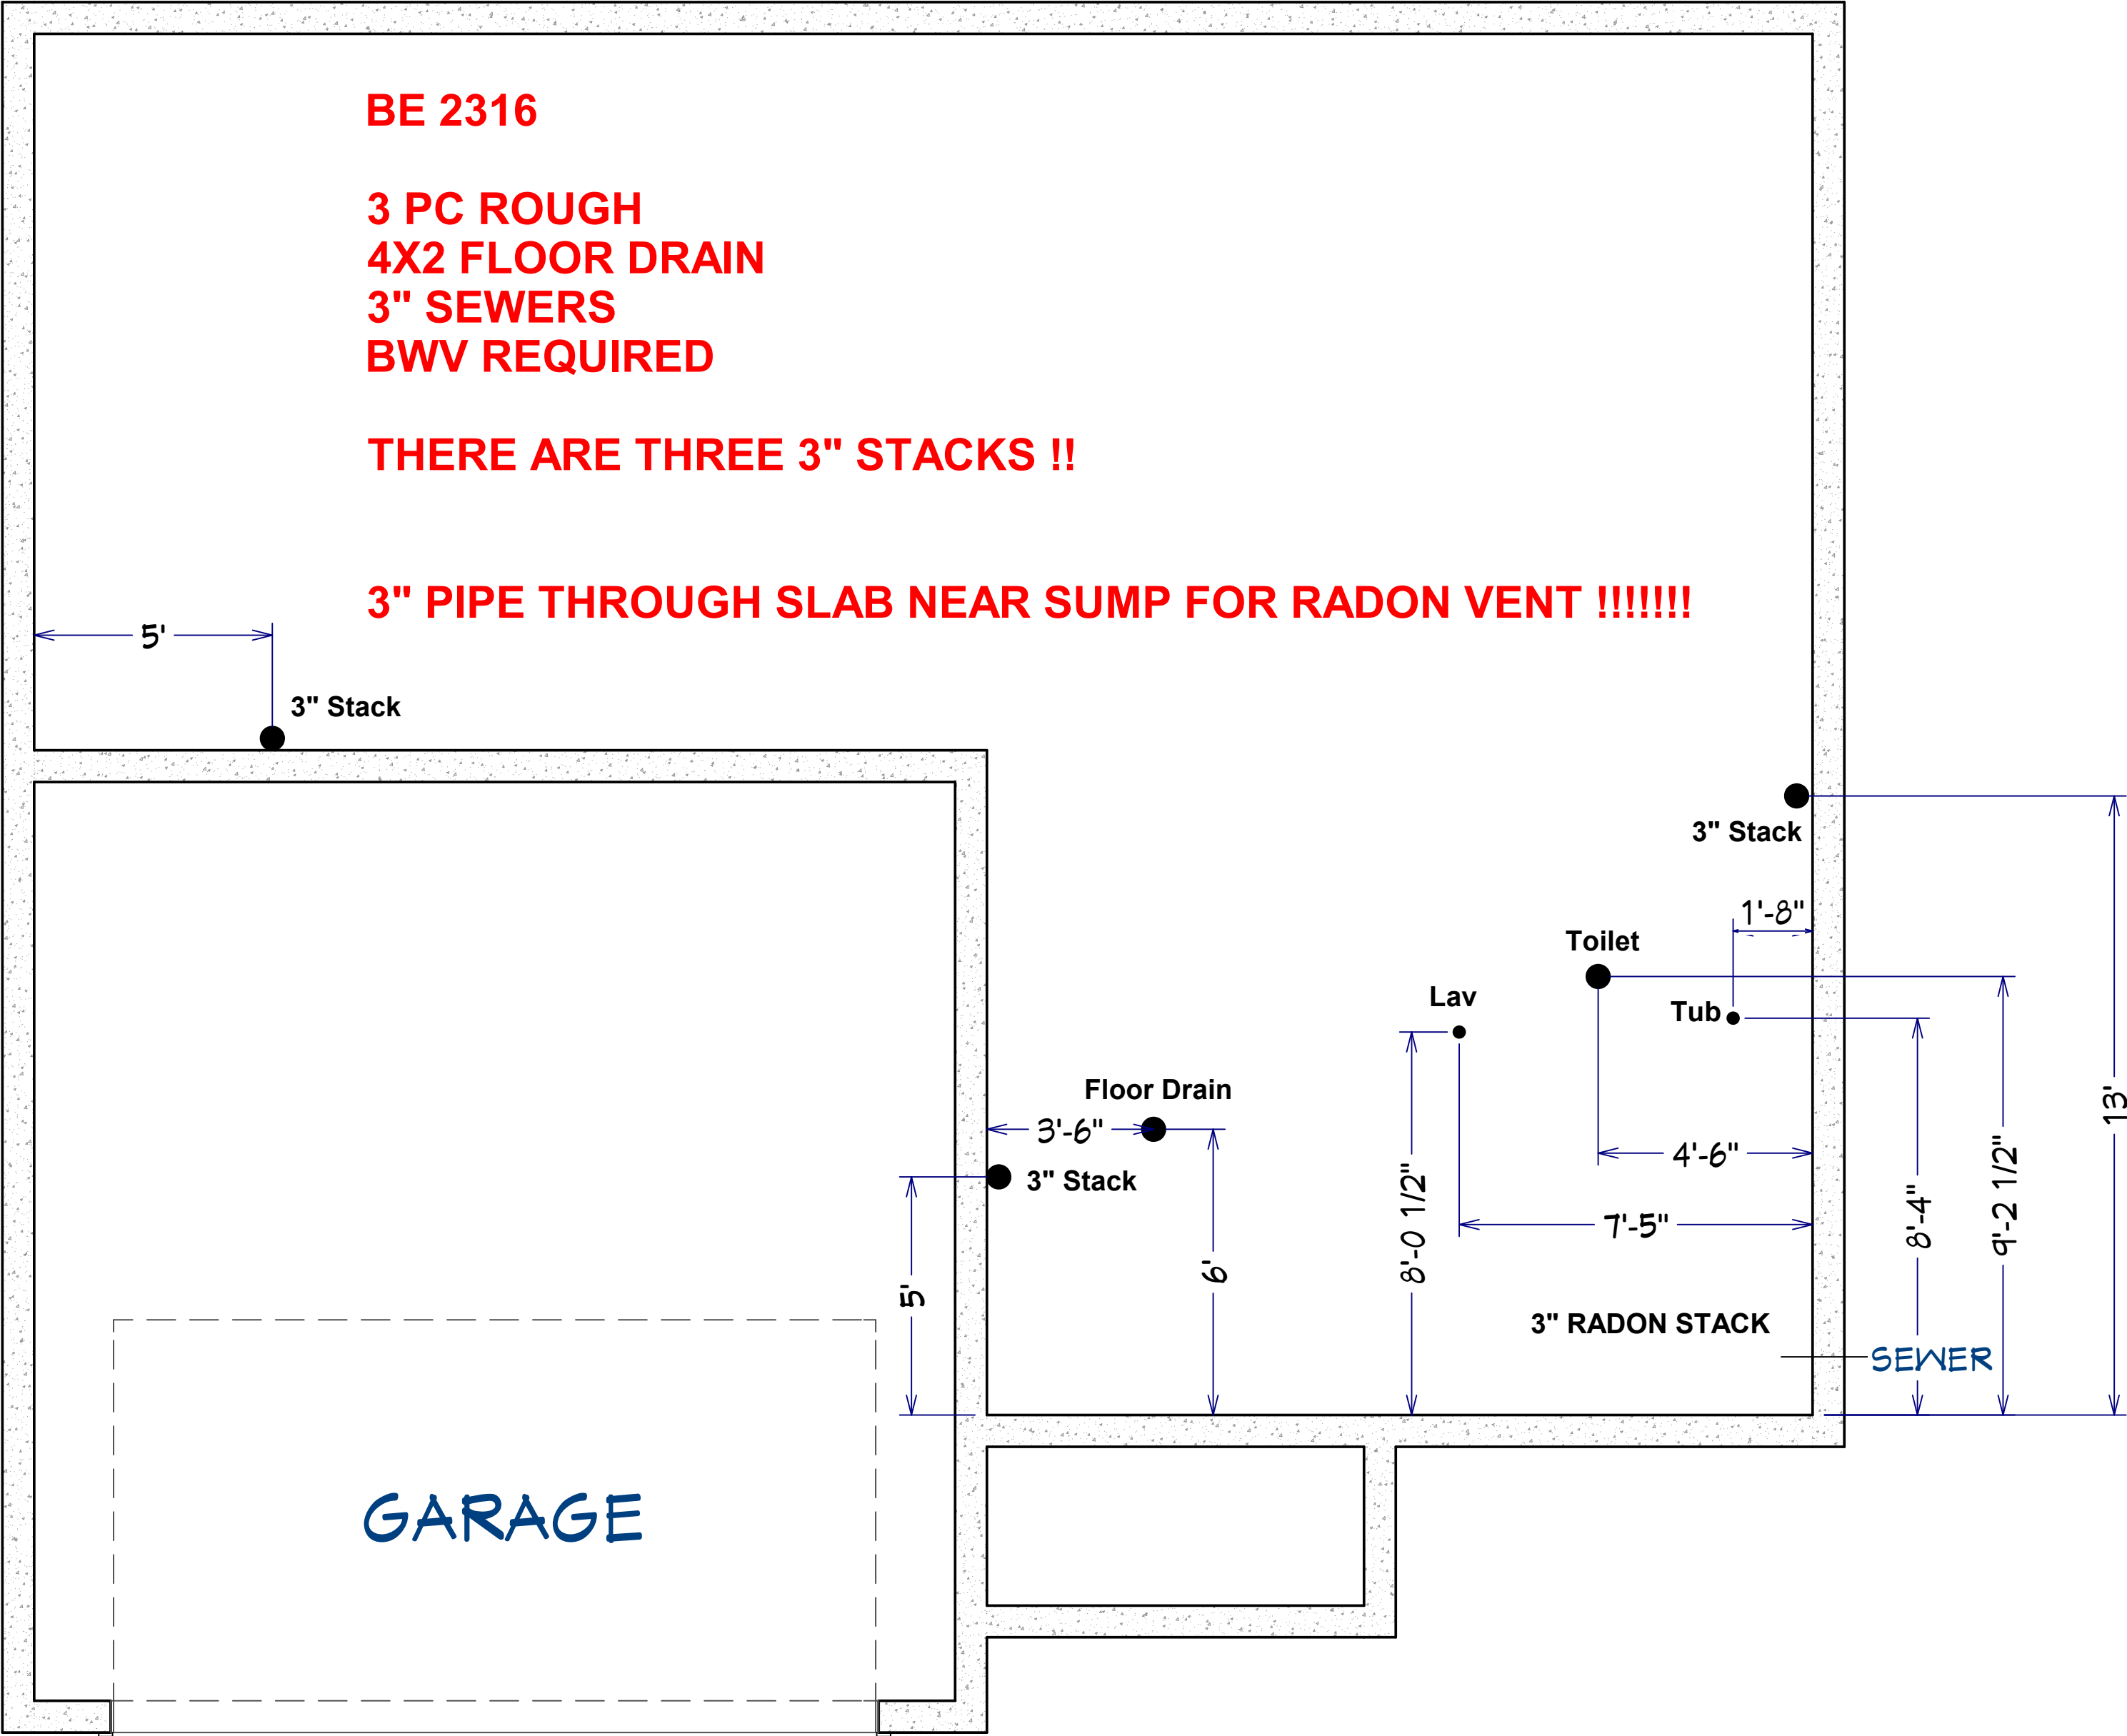 BE 2316
3 PC ROUGH
4X2 FLOOR DRAIN
3" SEWERS
BWV REQUIRED
THERE ARE THREE 3" STACKS !!
3" PIPE THROUGH SLAB NEAR SUMP FOR RADON VENT !!!!!!!
5'
3" Stack
3" Stack
1'-8"
Toilet
Lav
Tub
Floor Drain
3'-6"
13'
4'-6"
3" Stack
9'-2 1/2"
8'-4"
8'-0 1/2"
7'-5"
6'
5'
3" RADON STACK
SEWER
GARAGE